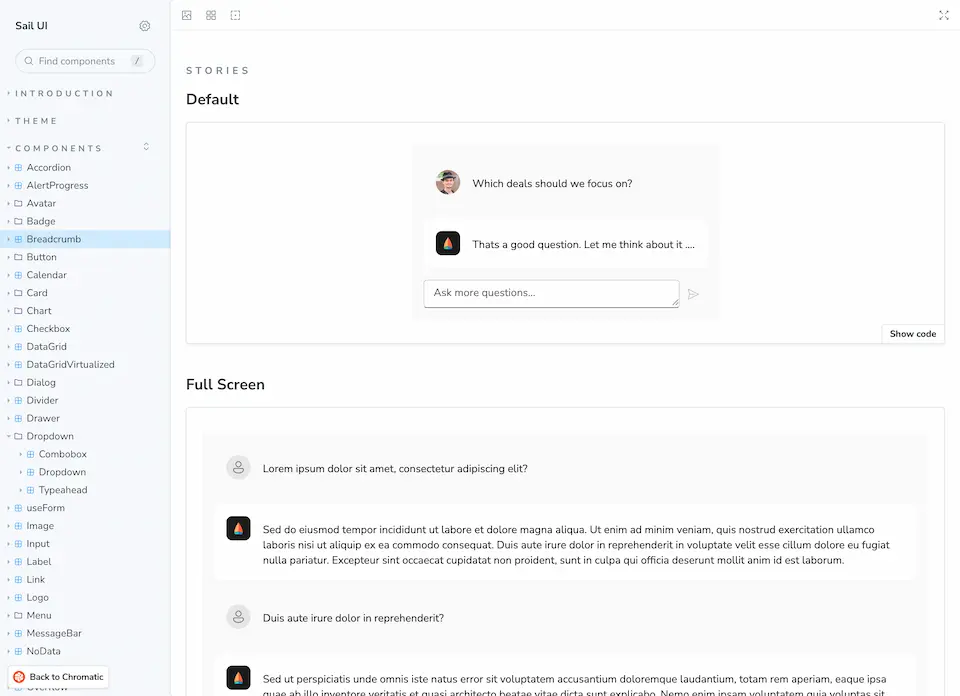 Sail UI
Find components /
INTRODUCTION
THEME
COMPONENTS
Accordion
AlertProgress
Avatar
Badge
Breadcrumb
Button
Calendar
Card
Chart
Checkbox
DataGrid
DataGridVirtualized
Dialog
Divider
Drawer
Dropdown
Combobox
Dropdown
Typeahead
useForm
Image
Input
Label
Link
Logo
Menu
MessageBar
NoData
Back to Chromatic
STORIES
Default
Which deals should we focus on?
Thats a good question. Let me think about it ....
Ask more questions...
Show code
Full Screen
Lorem ipsum dolor sit amet, consectetur adipiscing elit?
Sed do eiusmod tempor incididunt ut labore et dolore magna aliqua. Ut enim ad minim veniam, quis nostrud exercitation ullamco
laboris nisi ut aliquip ex ea commodo consequat. Duis aute irure dolor in reprehenderit in voluptate velit esse cillum dolore eu fugiat
nulla pariatur. Excepteur sint occaecat cupidatat non proident, sunt in culpa qui officia deserunt mollit anim id est laborum.
Duis aute irure dolor in reprehenderit?
Sed ut perspiciatis unde omnis iste natus error sit voluptatem accusantium doloremque laudantium, totam rem aperiam, eaque ipsa
quae ab illo inventore veritatis et quasi architecto beatae vitae dicta sunt explicabo. Nemo enim ipsam voluptatem quia voluptas sit